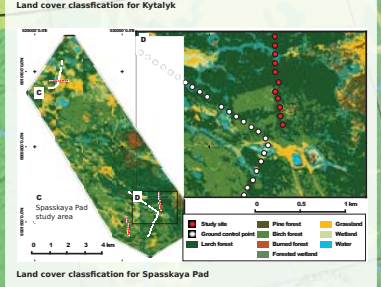 Land cover classfication for Kytalyk
D
C
C
Spasskaya Pad
study area
D
0 1 2 3 4 km
0 0.5 1 km
Study site
Ground control point
Larch forest
Pine forest
Birch forest
Burned forest
Forested wetland
Grassland
Wetland
Water
Land cover classfication for Spasskaya Pad